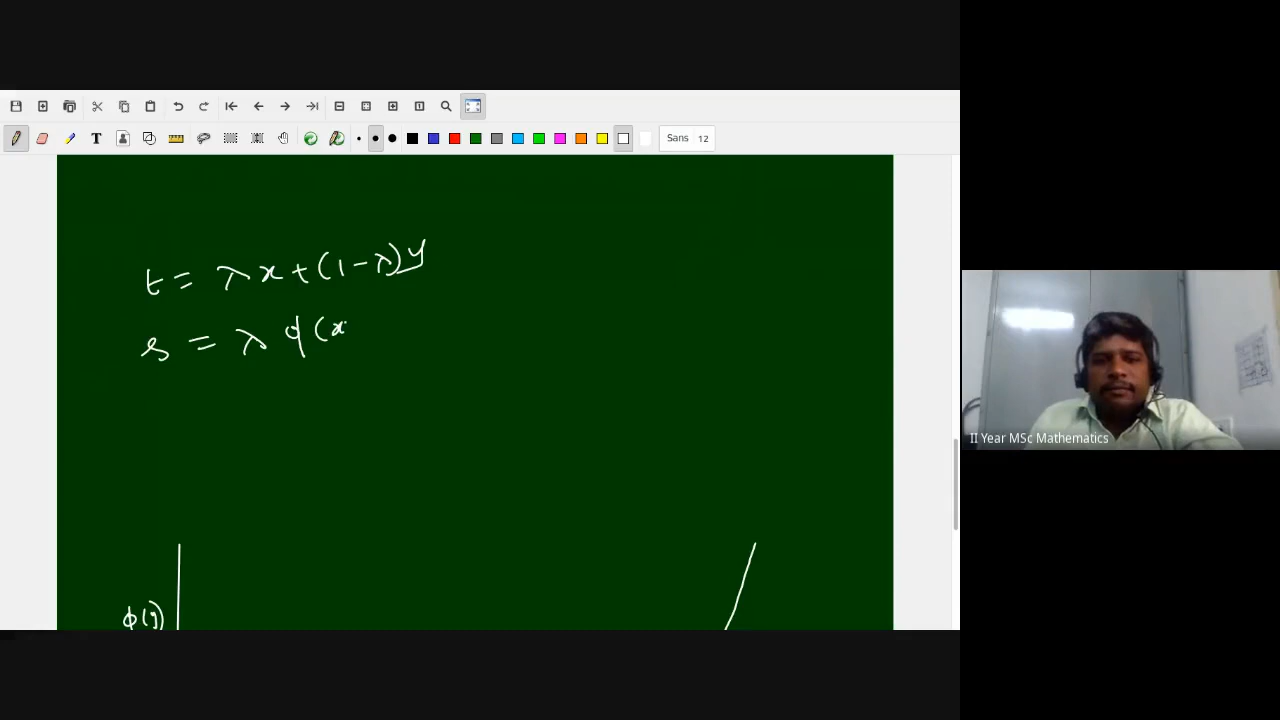 Sans 12
t = λx + (1-λ)y
s = λ φ(x
φ(y)
II Year MSc Mathematics